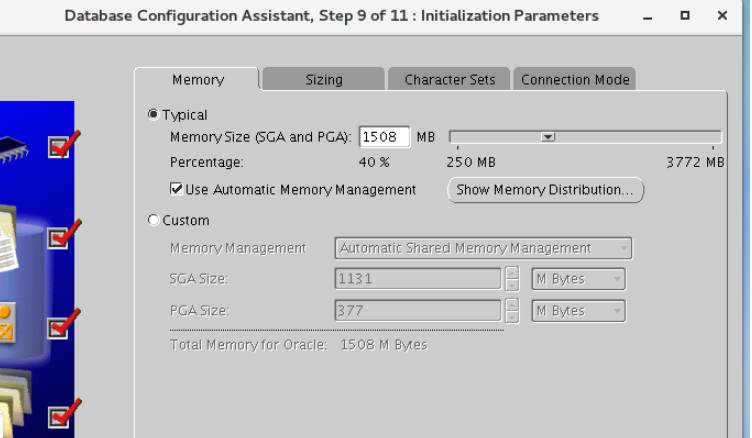 Database Configuration Assistant, Step 9 of 11 : Initialization Parameters
Memory Sizing Character Sets Connection Mode
Typical
Memory Size (SGA and PGA): 1508 MB
Percentage: 40 % 250 MB 3772 MB
Use Automatic Memory Management Show Memory Distribution...
Custom
Memory Management Automatic Shared Memory Management
SGA Size: 1131 M Bytes
PGA Size: 377 M Bytes
Total Memory for Oracle: 1508 M Bytes